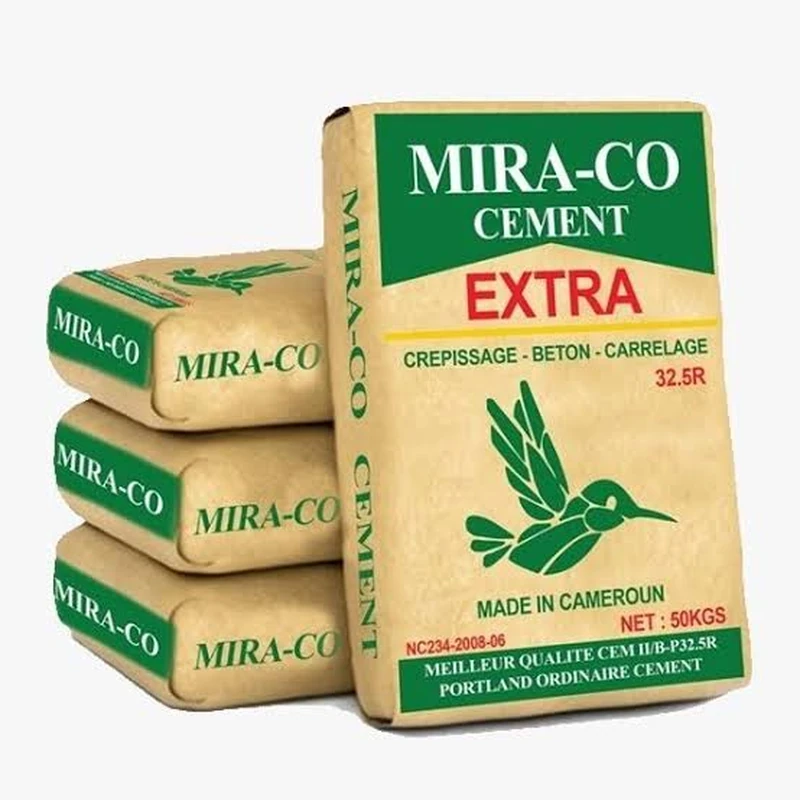 MIRA-CO
CEMENT
EXTRA
CREPISSAGE - BETON - CARRELAGE
32.5R
MADE IN CAMEROUN
NET : 50KGS
NC234-2008-06
MEILLEUR QUALITE CEM II/B-P32.5R
PORTLAND ORDINAIRE CEMENT
MIRA-CO CEMENT
MIRA-CO
MIRA-CO
MIRA-CO
MIRA-CO
MIRA-CO
MIRA-CO